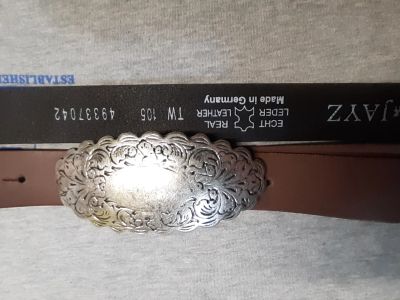 ESTABLISHED
JAYZ
ECHT
LEDER
REAL
LEATHER
Made in Germany
TW 105 49337042